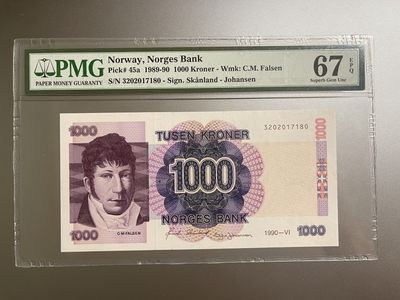 PMG
PAPER MONEY GUARANTY
Norway, Norges Bank
Pick# 45a 1989-90 1000 Kroner - Wmk: C.M. Falsen
S/N 3202017180 - Sign. Skånland - Johansen
67 EPQ
Superb Gem Unc
1000
TUSEN KRONER
3202017180
1000
1000
NORGES BANK
1000
C·M·FALSEN
1990—VI
1000